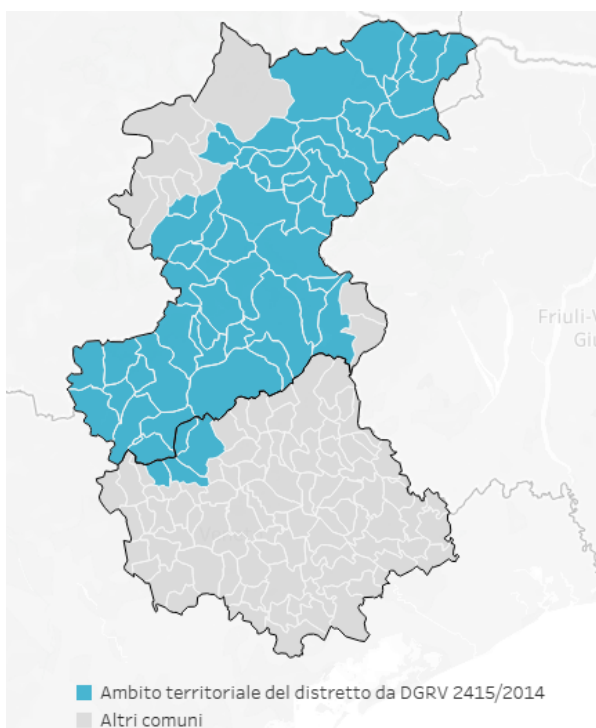 Friuli-V
Giu
Ambito territoriale del distretto da DGRV 2415/2014
Altri comuni